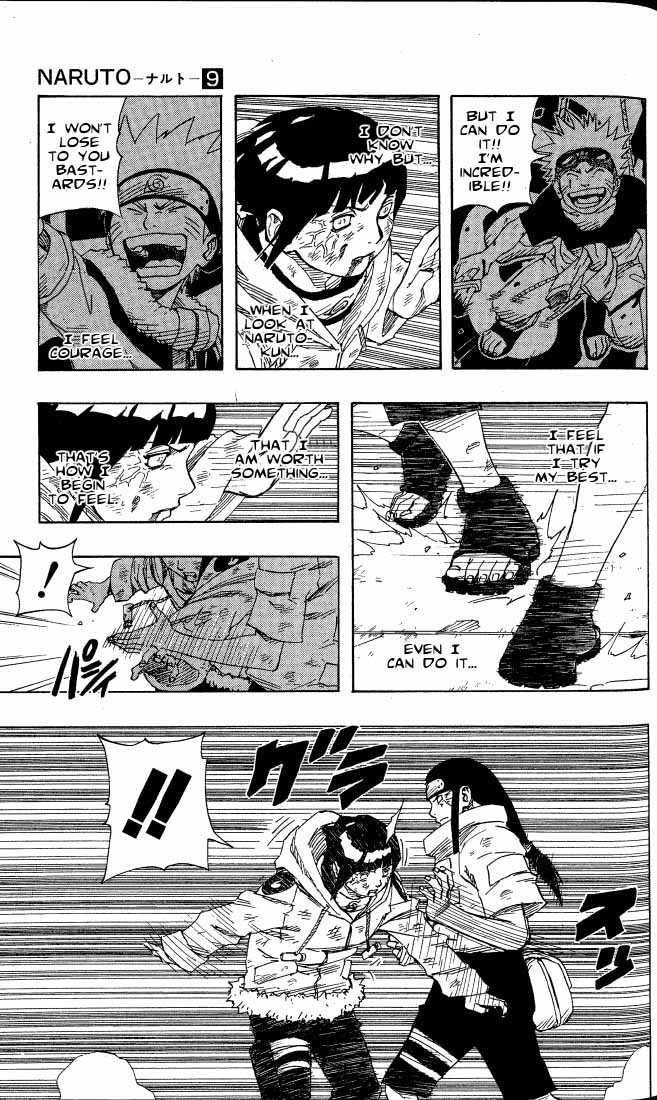 NARUTO—ナルト—9
BUT I
CAN DO
IT!!
I'M
INCRED-
IBLE!!
I DON'T
KNOW
WHY BUT...
WHEN I
LOOK AT
NARUTO-
KUN...
I WON'T
LOSE
TO YOU
BAST-
ARDS!!
I FEEL
COURAGE...
I FEEL
THAT IF
I TRY
MY BEST...
EVEN I
CAN DO IT...
THAT I
AM WORTH
SOMETHING...
THAT'S
HOW I
BEGIN
TO FEEL.
!
パシィ
グラ
!!
スッ